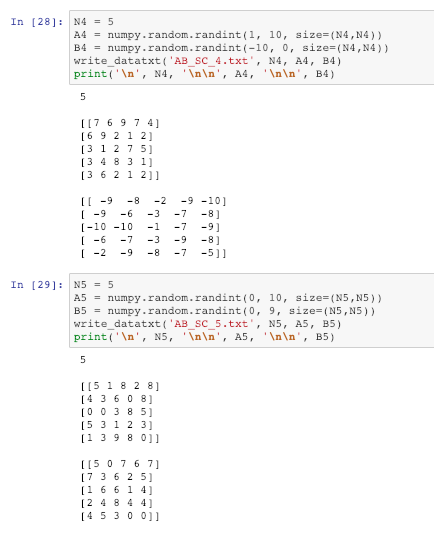 In [28]: N4 = 5
A4 = numpy.random.randint(1, 10, size=(N4,N4))
B4 = numpy.random.randint(-10, 0, size=(N4,N4))
write_datatxt('AB_SC_4.txt', N4, A4, B4)
print('\n', N4, '\n\n', A4, '\n\n', B4)
5
[[7 6 9 7 4]
[6 9 2 1 2]
[3 1 2 7 5]
[3 4 8 3 1]
[3 6 2 1 2]]
[[ -9 -8 -2 -9 -10]
[ -9 -6 -3 -7 -8]
[-10 -10 -1 -7 -9]
[ -6 -7 -3 -9 -8]
[ -2 -9 -8 -7 -5]]
In [29]: N5 = 5
A5 = numpy.random.randint(0, 10, size=(N5,N5))
B5 = numpy.random.randint(0, 9, size=(N5,N5))
write_datatxt('AB_SC_5.txt', N5, A5, B5)
print('\n', N5, '\n\n', A5, '\n\n', B5)
5
[[5 1 8 2 8]
[4 3 6 0 8]
[0 0 3 8 5]
[5 3 1 2 3]
[1 3 9 8 0]]
[[5 0 7 6 7]
[7 3 6 2 5]
[1 6 6 1 4]
[2 4 8 4 4]
[4 5 3 0 0]]